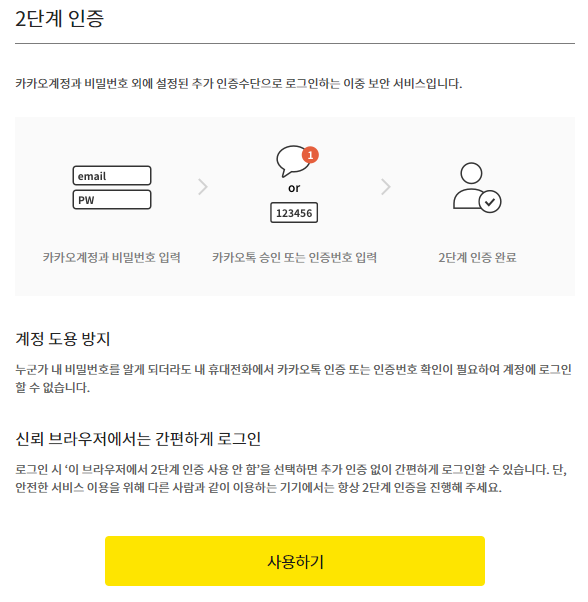 2단계 인증
카카오계정과 비밀번호 외에 설정된 추가 인증수단으로 로그인하는 이중 보안 서비스입니다.
email
PW
1
or
123456
카카오계정과 비밀번호 입력
카카오톡 승인 또는 인증번호 입력
2단계 인증 완료
계정 도용 방지
누군가 내 비밀번호를 알게 되더라도 내 휴대전화에서 카카오톡 인증 또는 인증번호 확인이 필요하여 계정에 로그인
할 수 없습니다.
신뢰 브라우저에서는 간편하게 로그인
로그인 시 ‘이 브라우저에서 2단계 인증 사용 안 함’을 선택하면 추가 인증 없이 간편하게 로그인할 수 있습니다. 단,
안전한 서비스 이용을 위해 다른 사람과 같이 이용하는 기기에서는 항상 2단계 인증을 진행해 주세요.
사용하기